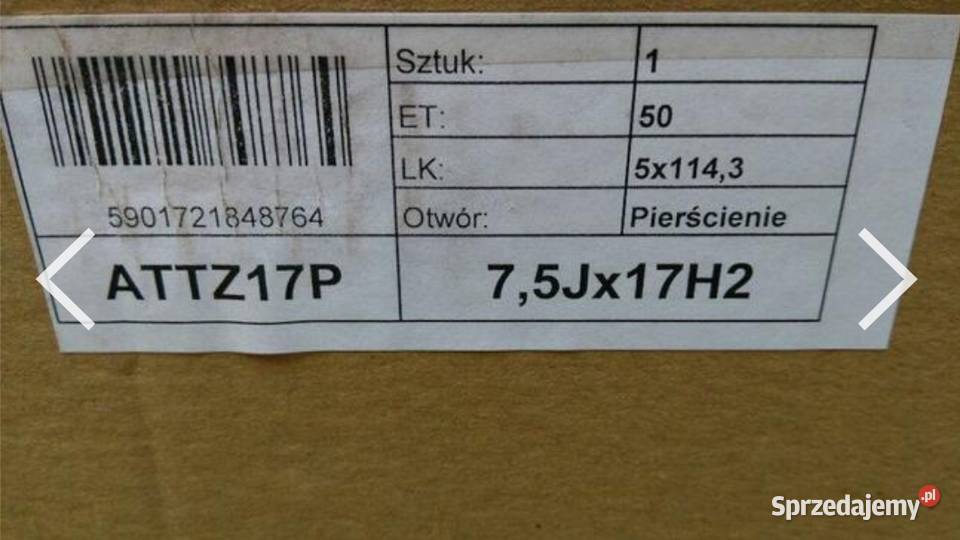 Sztuk: 1
ET: 50
LK: 5x114,3
5901721848764
Otwór: Pierścienie
ATTZ17P 7,5Jx17H2
Sprzedajemy.pl